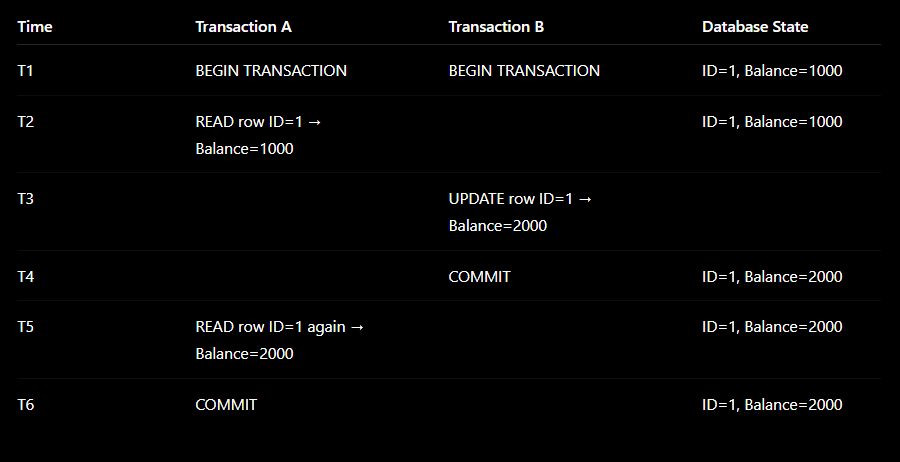 Time Transaction A Transaction B Database State
T1 BEGIN TRANSACTION BEGIN TRANSACTION ID=1, Balance=1000
T2 READ row ID=1 → ID=1, Balance=1000
Balance=1000
T3 UPDATE row ID=1 →
Balance=2000
T4 COMMIT ID=1, Balance=2000
T5 READ row ID=1 again → ID=1, Balance=2000
Balance=2000
T6 COMMIT ID=1, Balance=2000